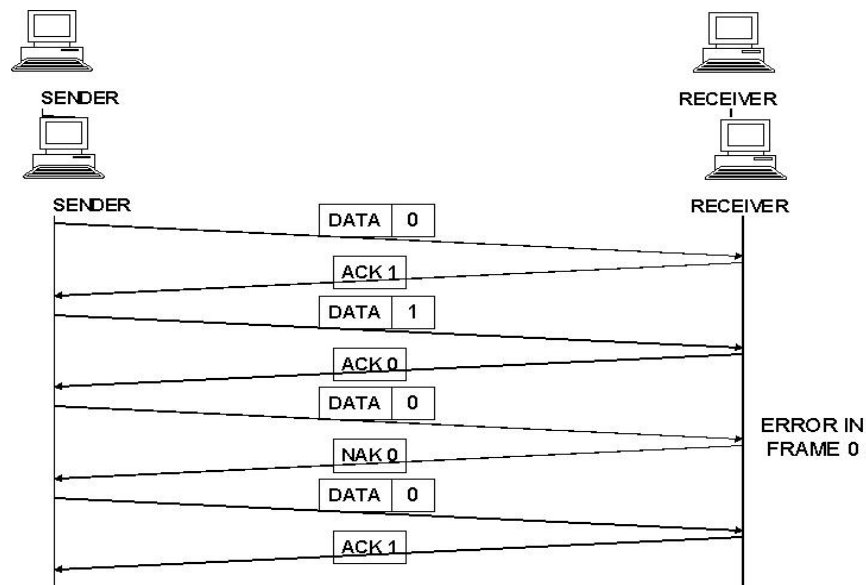 SENDER
RECEIVER
SENDER
RECEIVER
DATA 0
ACK 1
DATA 1
ACK 0
DATA 0
ERROR IN
FRAME 0
NAK 0
DATA 0
ACK 1